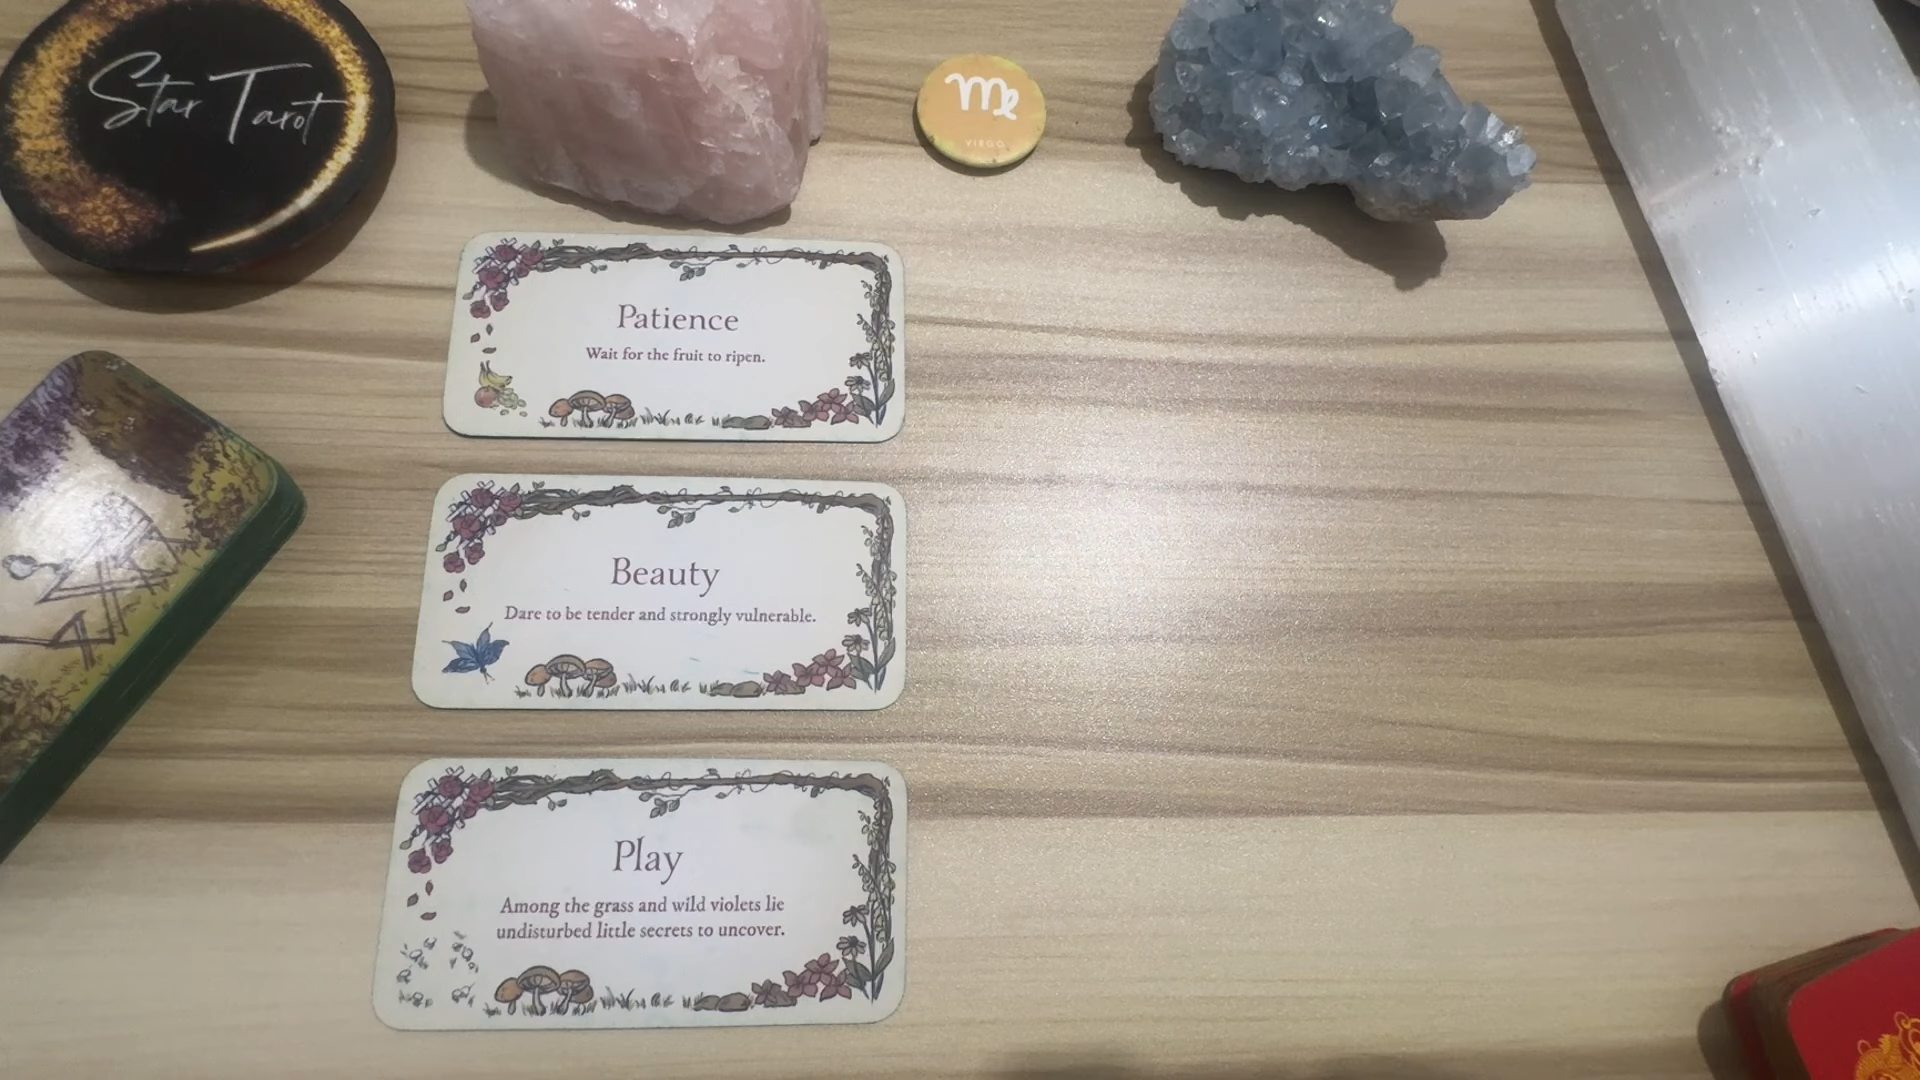 Star Tarot
VIRGO
Patience
Wait for the fruit to ripen.
Beauty
Dare to be tender and strongly vulnerable.
Play
Among the grass and wild violets lie
undisturbed little secrets to uncover.